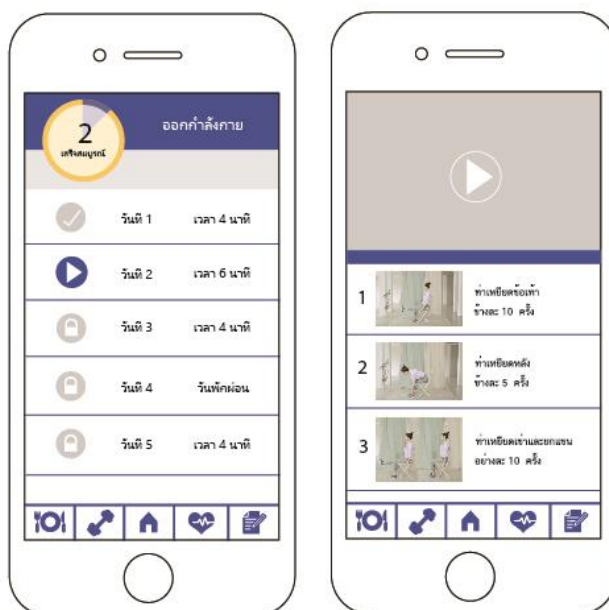 2
เสร็จสมบูรณ์
ออกกำลังกาย
วันที่ 1 เวลา 4 นาที
วันที่ 2 เวลา 6 นาที
วันที่ 3 เวลา 4 นาที
วันที่ 4 วันพักผ่อน
วันที่ 5 เวลา 4 นาที
1
ท่าเหยียดข้อเท้า
ข้างละ 10 ครั้ง
2
ท่าเหยียดหลัง
ข้างละ 5 ครั้ง
3
ท่าเหยียดเข่าและยกแขน
อย่างละ 10 ครั้ง